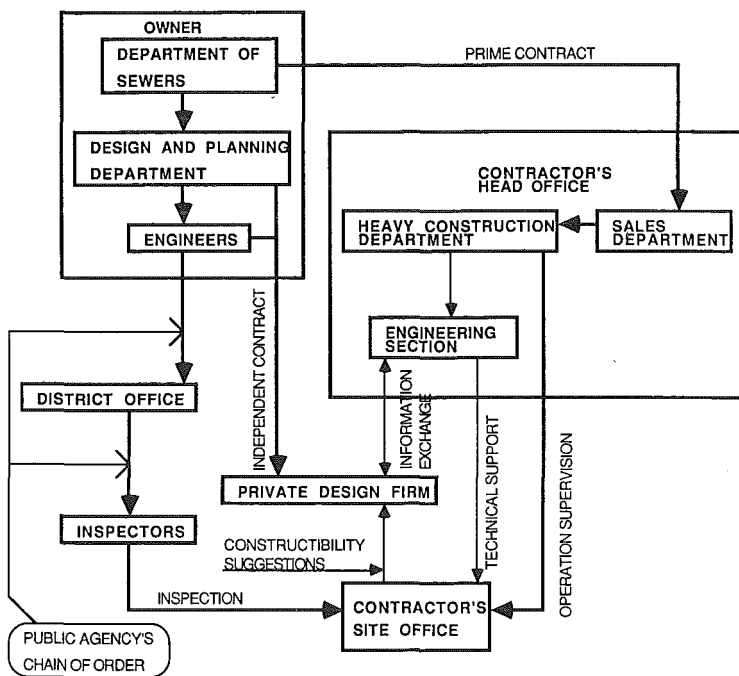 OWNER
DEPARTMENT OF
SEWERS
PRIME CONTRACT
DESIGN AND PLANNING
DEPARTMENT
CONTRACTOR'S
HEAD OFFICE
ENGINEERS
HEAVY CONSTRUCTION
DEPARTMENT
SALES
DEPARTMENT
ENGINEERING
SECTION
INDEPENDENT CONTRACT
INFORMATION
EXCHANGE
TECHNICAL SUPPORT
OPERATION SUPERVISION
DISTRICT OFFICE
PRIVATE DESIGN FIRM
INSPECTORS
CONSTRUCTIBILITY
SUGGESTIONS
INSPECTION
CONTRACTOR'S
SITE OFFICE
PUBLIC AGENCY'S
CHAIN OF ORDER